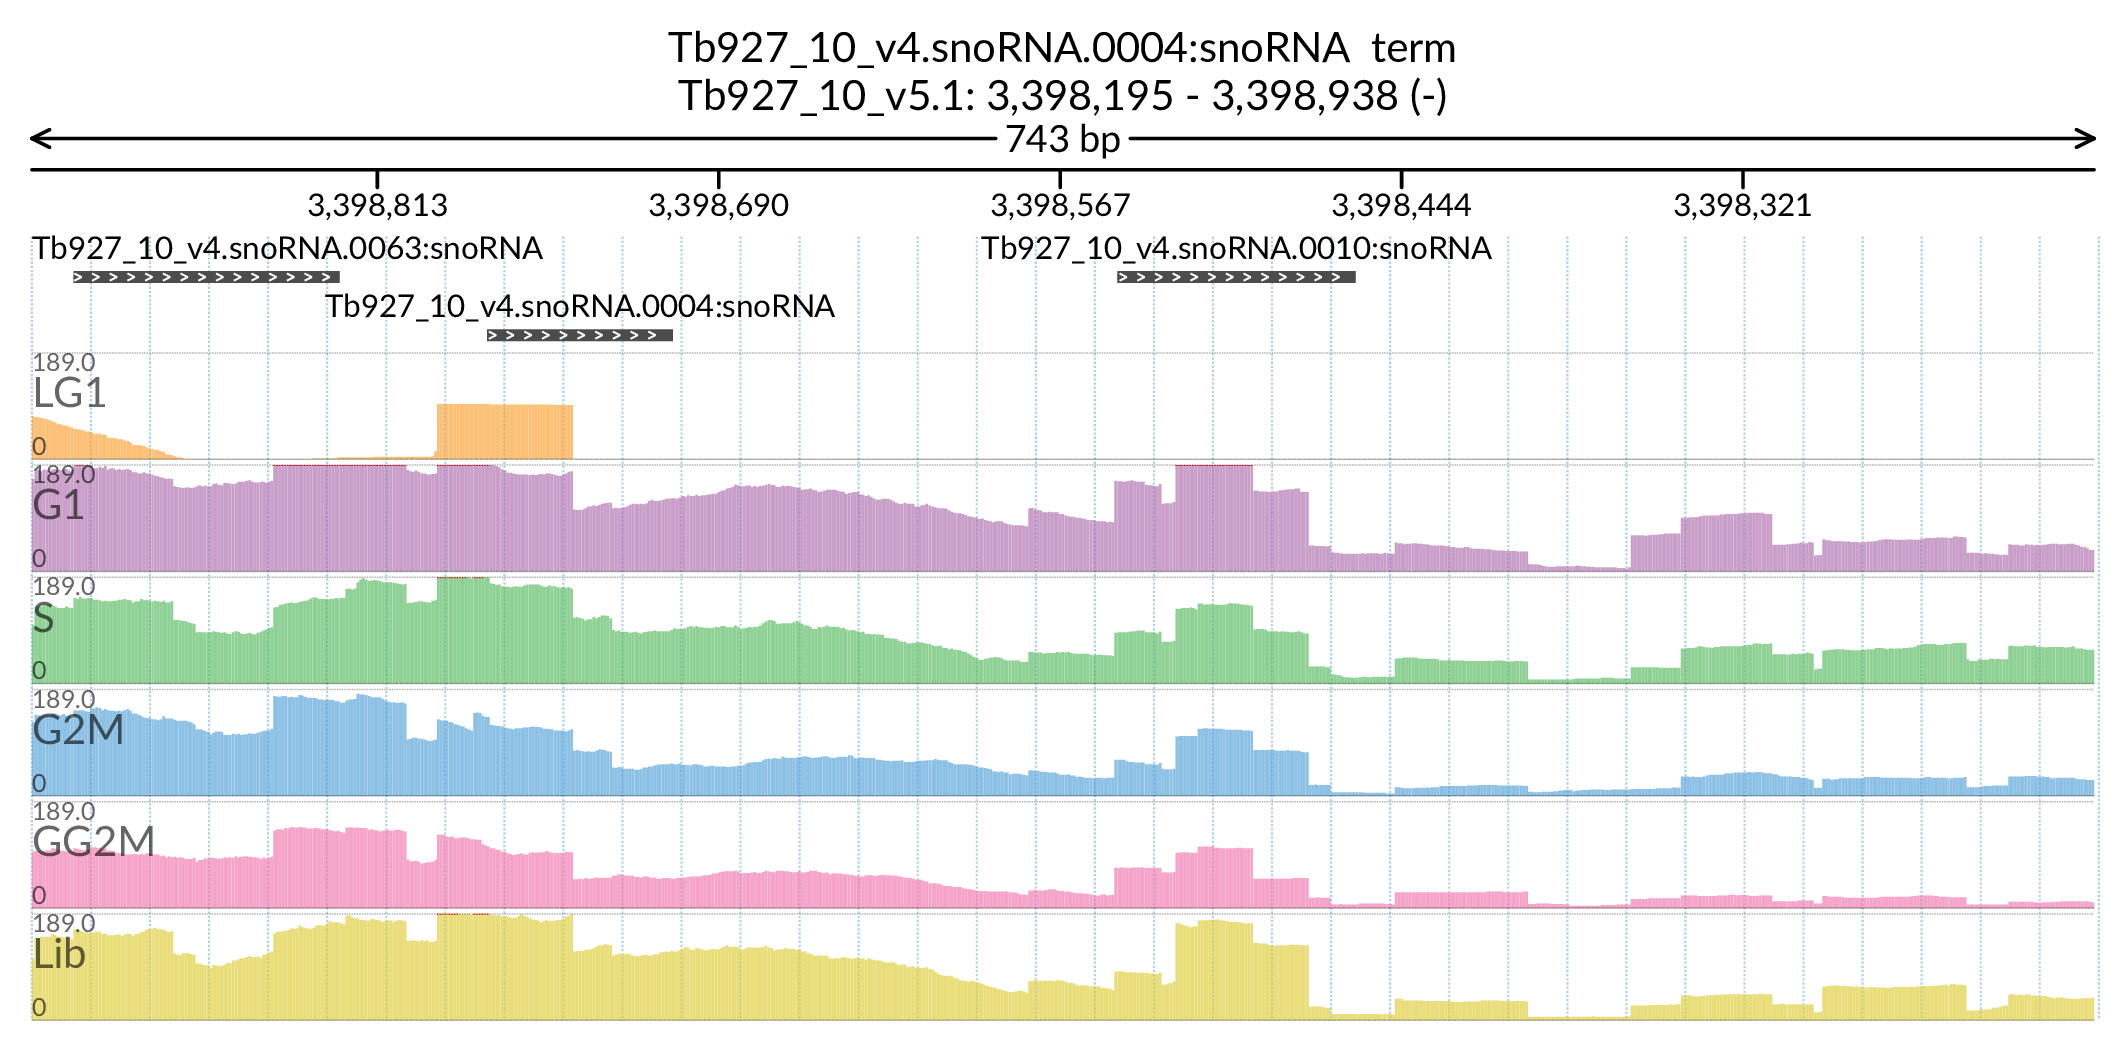 Tb927_10_v4.snoRNA.0004:snoRNA term
Tb927_10_v5.1: 3,398,195 - 3,398,938 (-)
743 bp
3,398,813 3,398,690 3,398,567 3,398,444 3,398,321
Tb927_10_v4.snoRNA.0063:snoRNA Tb927_10_v4.snoRNA.0010:snoRNA
Tb927_10_v4.snoRNA.0004:snoRNA
189.0
LG1
0
189.0
G1
0
189.0
S
0
189.0
G2M
0
189.0
GG2M
0
189.0
Lib
0